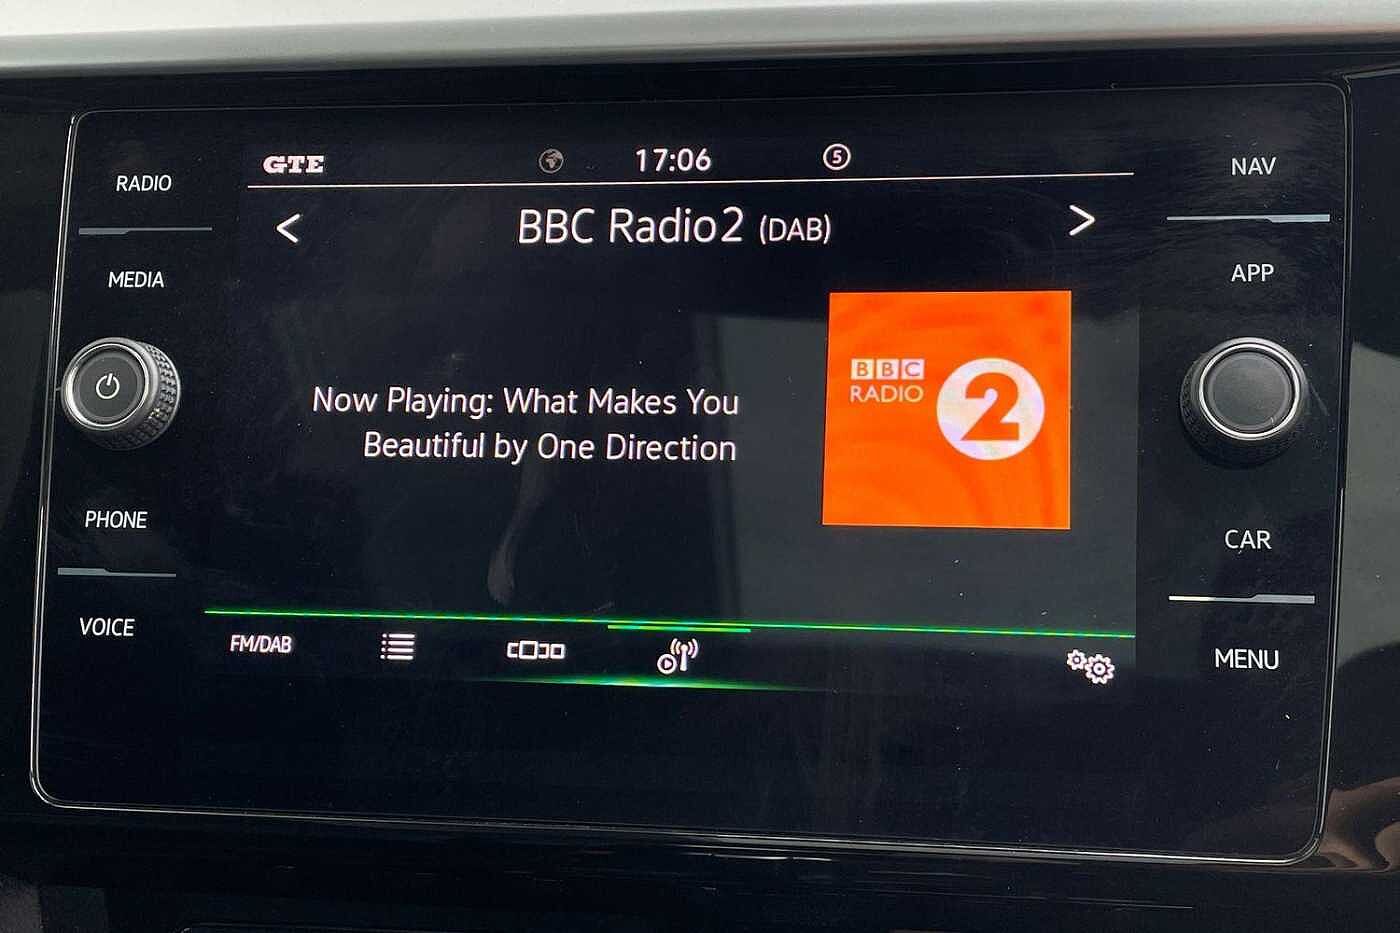 GTE 17:06 5
RADIO
NAV
BBC Radio2 (DAB)
MEDIA
APP
Now Playing: What Makes You
Beautiful by One Direction
BBC
RADIO
2
PHONE
CAR
VOICE
FM/DAB
MENU